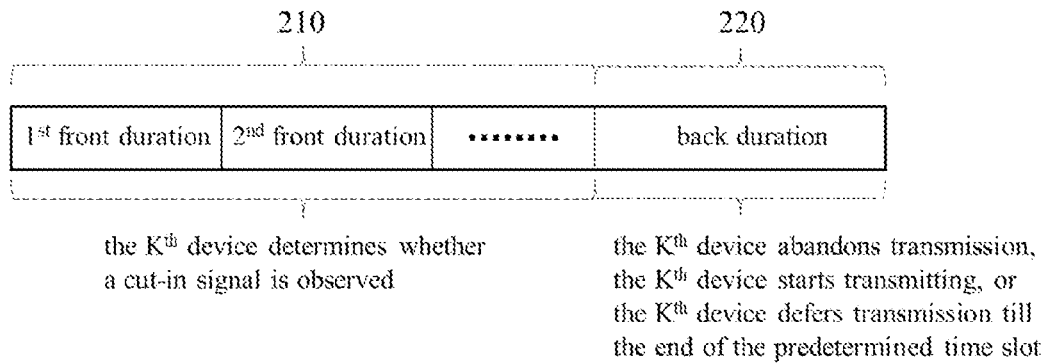 210 220
1st front duration 2nd front duration ........ back duration
the Kth device determines whether
a cut-in signal is observed
the Kth device abandons transmission,
the Kth device starts transmitting, or
the Kth device defers transmission till
the end of the predetermined time slot